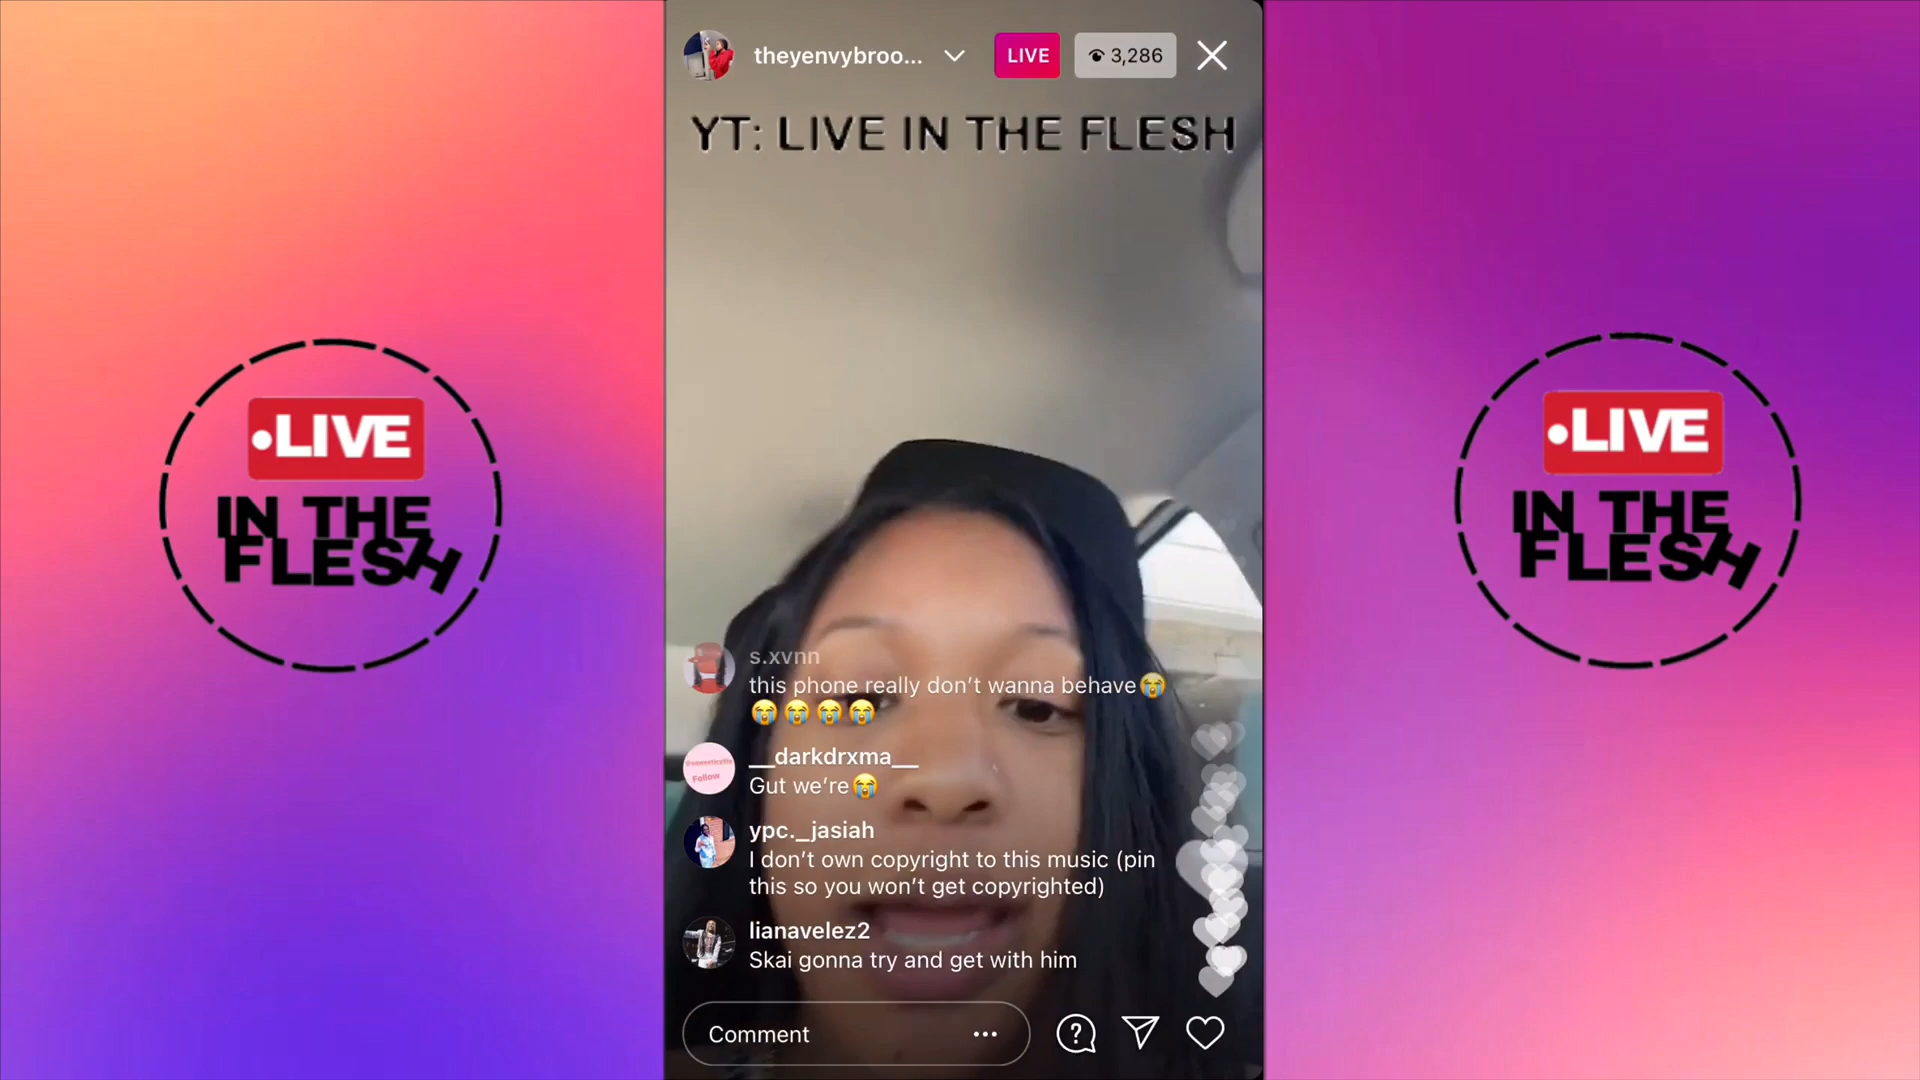 theyenvybroo...
LIVE
3,286
YT: LIVE IN THE FLESH
LIVE
IN THE
FLESH
LIVE
IN THE
FLESH
s.xvnn
this phone really don't wanna behave😭
😭😭😭😭
__darkdrxma__
Gut we're😭
Follow
ypc._jasiah
I don't own copyright to this music (pin
this so you won't get copyrighted)
lianavelez2
Skai gonna try and get with him
Comment